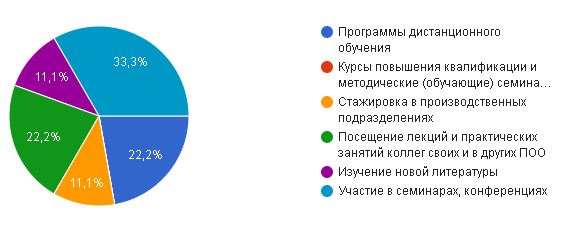 33,3%
11,1%
22,2%
22,2%
11,1%
Программы дистанционного
обучения
Курсы повышения квалификации и
методические (обучающие) семина...
Стажировка в производственных
подразделениях
Посещение лекций и практических
занятий коллег своих и в других ПОО
Изучение новой литературы
Участие в семинарах, конференциях